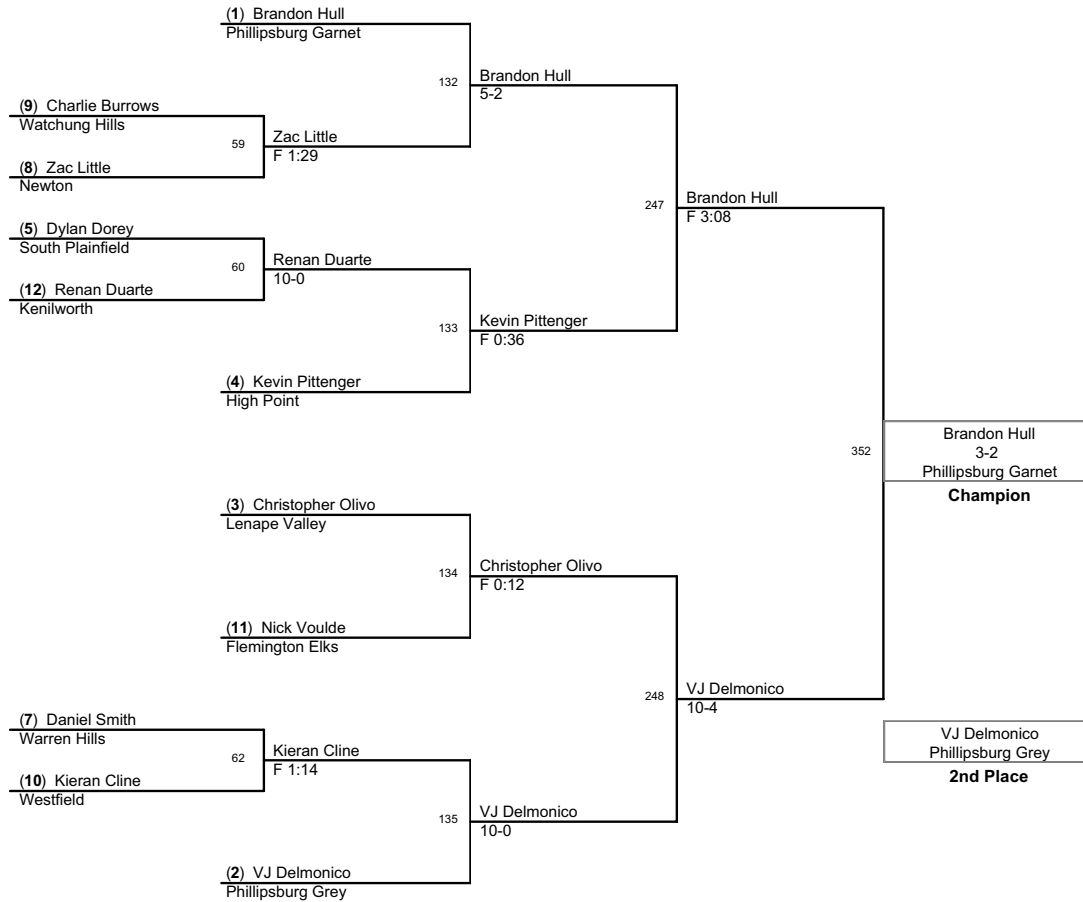 (1) Brandon Hull
Phillipsburg Garnet
132
Brandon Hull
5-2
(9) Charlie Burrows
Watchung Hills
59
Zac Little
F 1:29
(8) Zac Little
Newton
247
Brandon Hull
F 3:08
(5) Dylan Dorey
South Plainfield
60
Renan Duarte
10-0
(12) Renan Duarte
Kenilworth
133
Kevin Pittenger
F 0:36
(4) Kevin Pittenger
High Point
352
Brandon Hull
3-2
Phillipsburg Garnet
Champion
(3) Christopher Olivo
Lenape Valley
134
Christopher Olivo
F 0:12
(11) Nick Voulde
Flemington Elks
248
VJ Delmonico
10-4
(7) Daniel Smith
Warren Hills
62
Kieran Cline
F 1:14
(10) Kieran Cline
Westfield
135
VJ Delmonico
10-0
(2) VJ Delmonico
Phillipsburg Grey
VJ Delmonico
Phillipsburg Grey
2nd Place